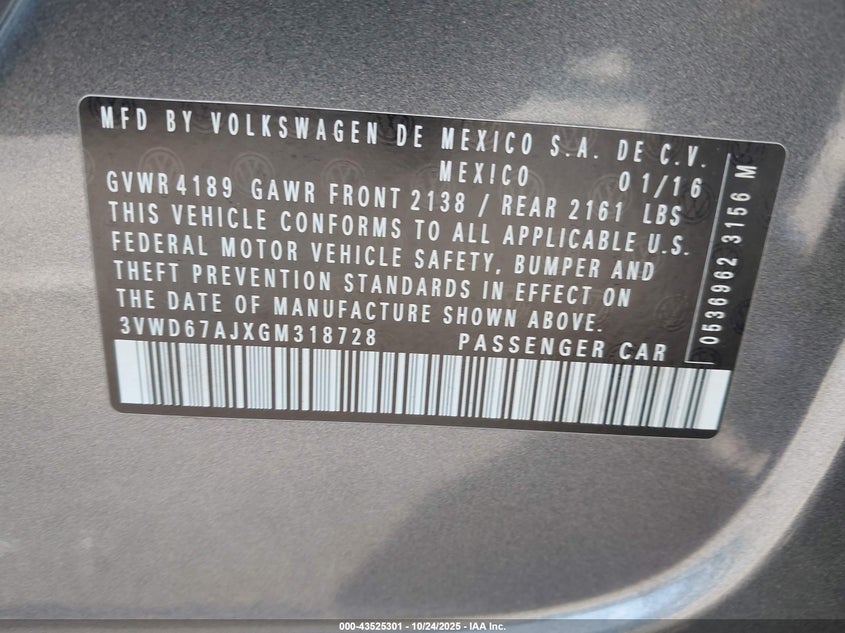 MFD BY VOLKSWAGEN DE MEXICO S.A. DE C.V.
MEXICO 01/16
GVWR 4189 GAWR FRONT 2138 / REAR 2161 LBS
THIS VEHICLE CONFORMS TO ALL APPLICABLE U.S.
FEDERAL MOTOR VEHICLE SAFETY, BUMPER AND
THEFT PREVENTION STANDARDS IN EFFECT ON
THE DATE OF MANUFACTURE SHOWN ABOVE.
3VWD67AJXGM318728 PASSENGER CAR
0536962 3156 M
000-43525301 - 10/24/2025 - IAA Inc.